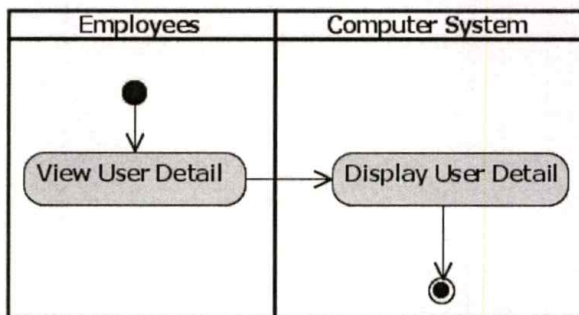 Employees
Computer System
View User Detail
Display User Detail